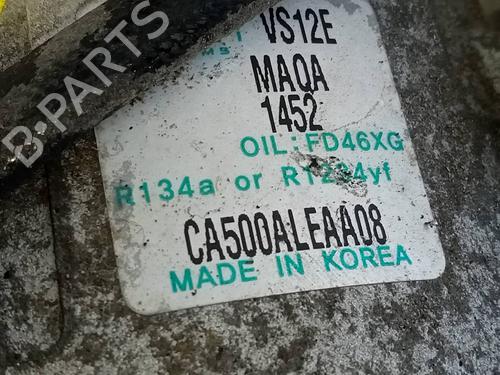 VS12E
MAQA
1452
OIL:FD46XG
R134a or R1234yf
CA500ALEAA08
MADE IN KOREA
B-PARTS